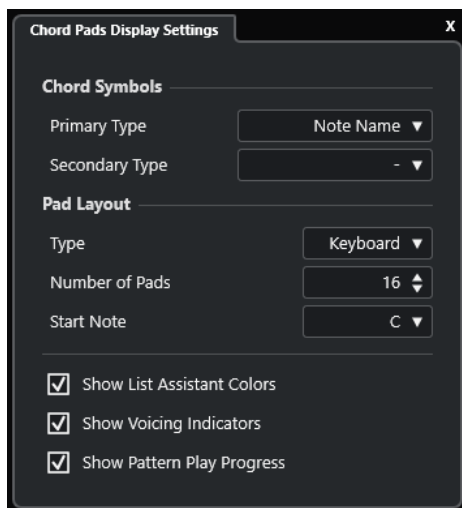 Chord Pads Display Settings X
Chord Symbols
Primary Type Note Name
Secondary Type -
Pad Layout
Type Keyboard
Number of Pads 16
Start Note C
Show List Assistant Colors
Show Voicing Indicators
Show Pattern Play Progress